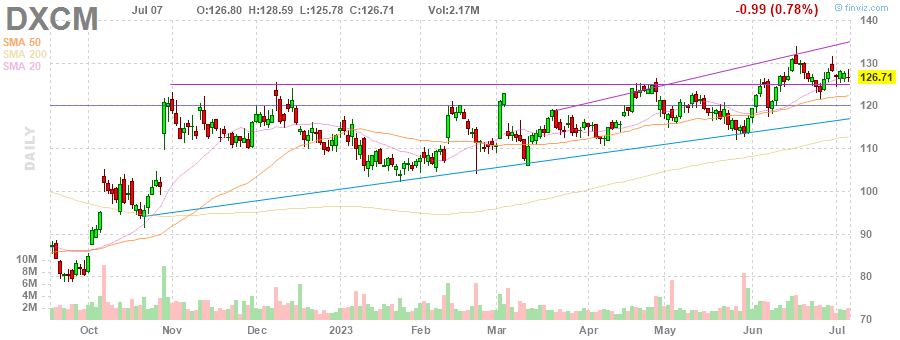 DXCM Jul 07 O:126.80 H:128.59 L:125.78 C:126.71 Vol:2.17M -0.99 (0.78%) © finviz.com
SMA 50
SMA 200
SMA 20
DAILY
140
130
126.71
120
110
100
90
80
70
10M
8M
6M
4M
2M
Oct Nov Dec 2023 Feb Mar Apr May Jun Jul